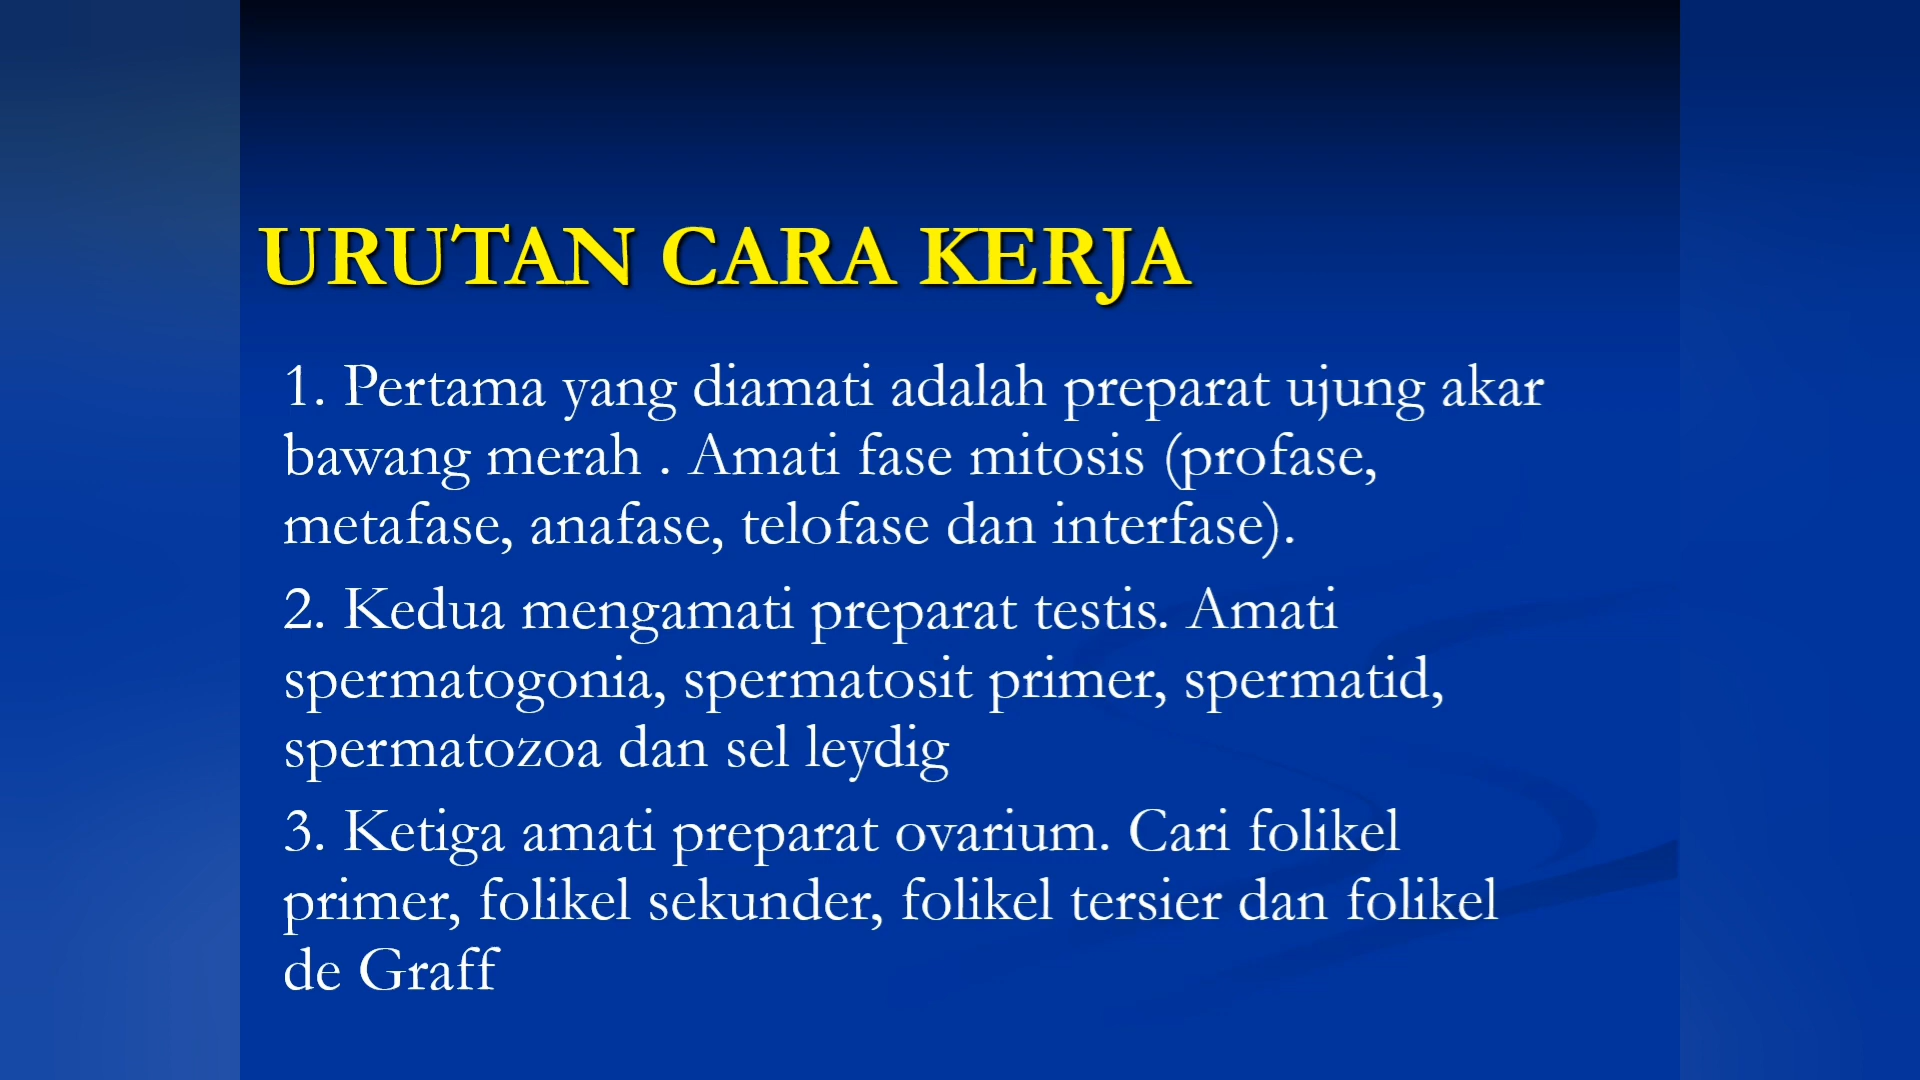 URUTAN CARA KERJA
1. Pertama yang diamati adalah preparat ujung akar
bawang merah . Amati fase mitosis (profase,
metafase, anafase, telofase dan interfase).
2. Kedua mengamati preparat testis. Amati
spermatogonia, spermatosit primer, spermatid,
spermatozoa dan sel leydig
3. Ketiga amati preparat ovarium. Cari folikel
primer, folikel sekunder, folikel tersier dan folikel
de Graff